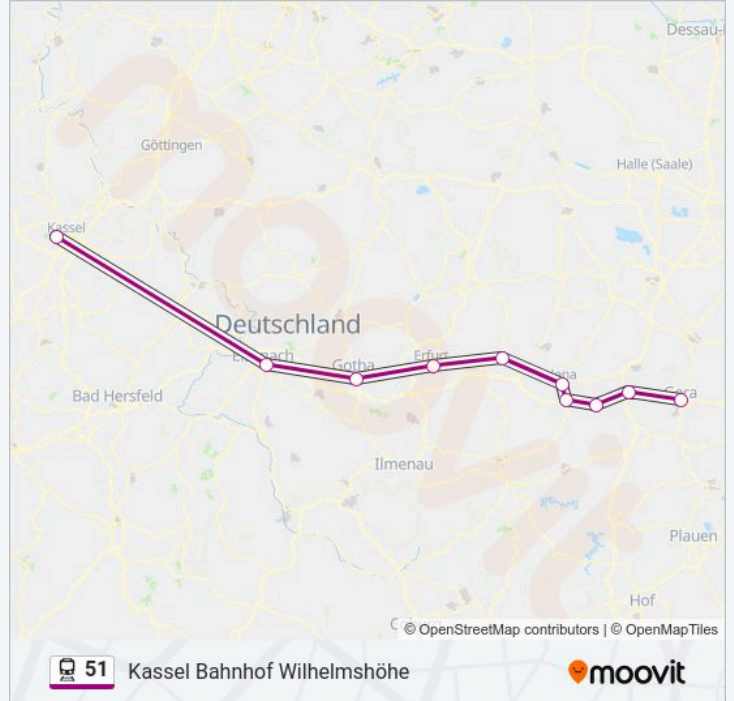 Dessau-
Göttingen
Halle (Saale)
Kassel
Deutschland
Gotha
Erfurt
Gera
Bad Hersfeld
Ilmenau
Plauen
Hof
© OpenStreetMap contributors | © OpenMapTiles
51 Kassel Bahnhof Wilhelmshöhe
moovit
moovit